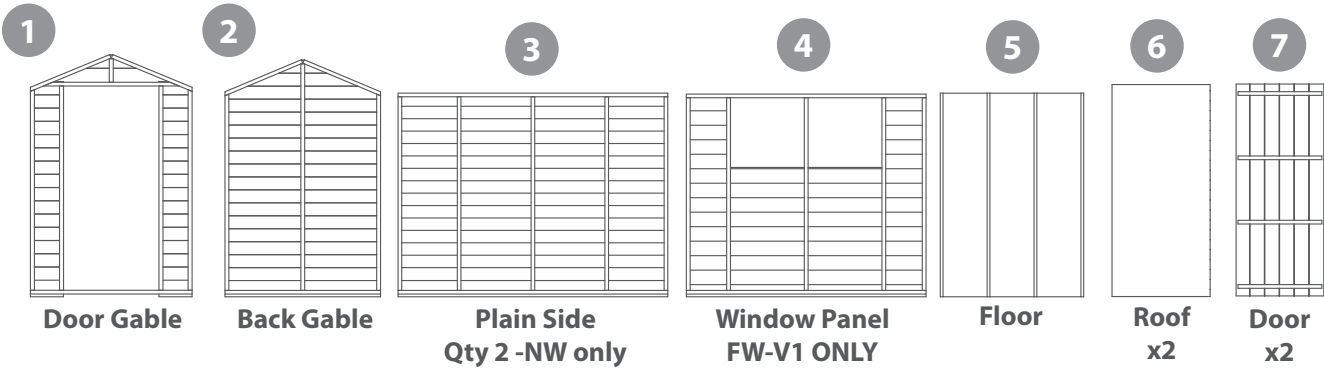 1
2
3
4
5
6
7
Door Gable
Back Gable
Plain Side
Qty 2 -NW only
Window Panel
FW-V1 ONLY
Floor
Roof
x2
Door
x2